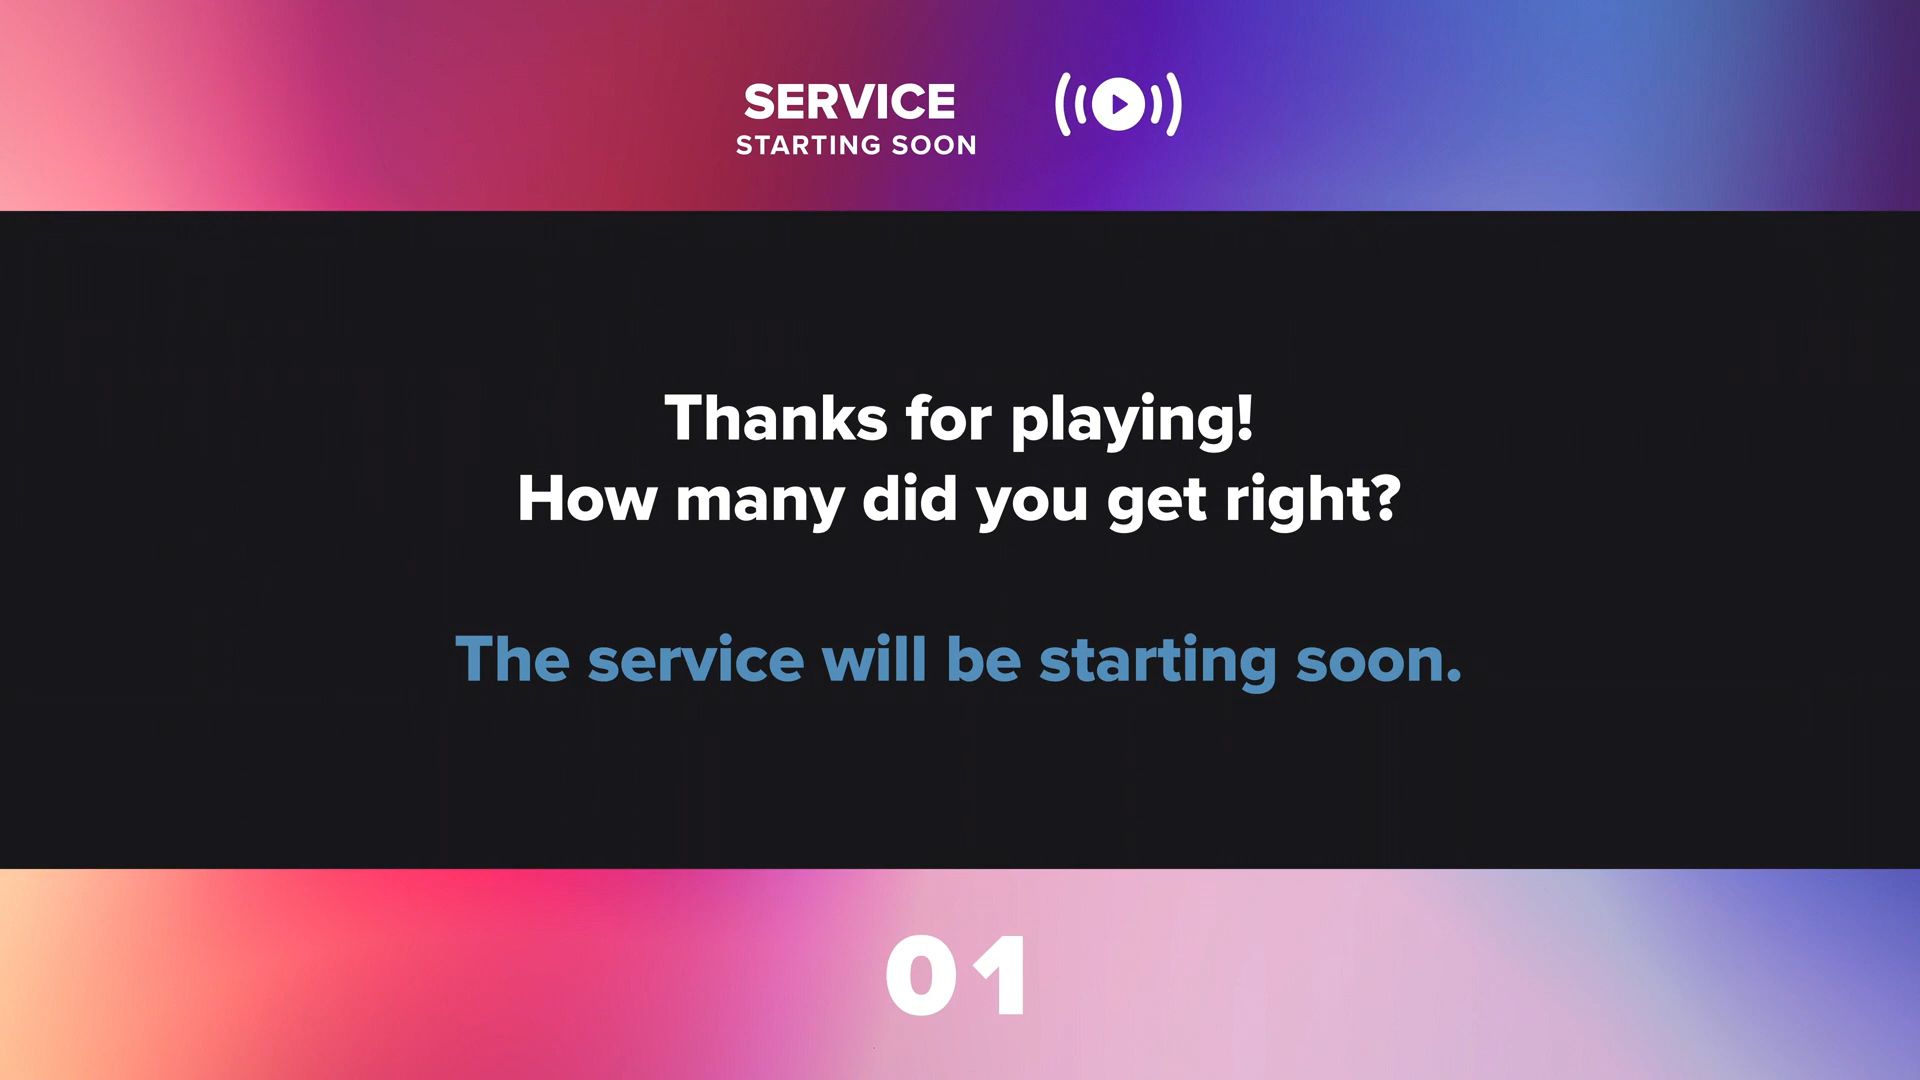 SERVICE
STARTING SOON
Thanks for playing!
How many did you get right?
The service will be starting soon.
01